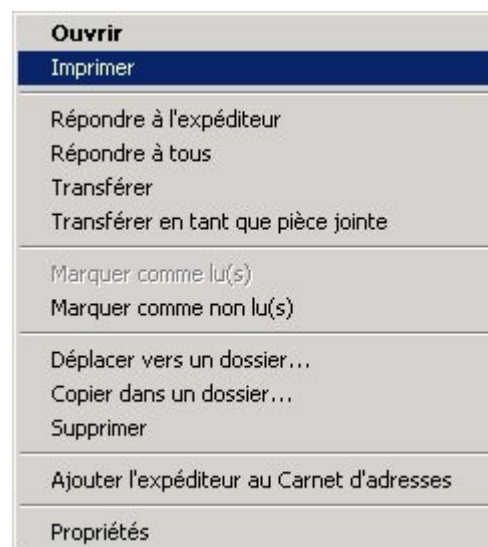 Ouvrir
Imprimer
Répondre à l'expéditeur
Répondre à tous
Transférer
Transférer en tant que pièce jointe
Marquer comme lu(s)
Marquer comme non lu(s)
Déplacer vers un dossier...
Copier dans un dossier...
Supprimer
Ajouter l'expéditeur au Carnet d'adresses
Propriétés